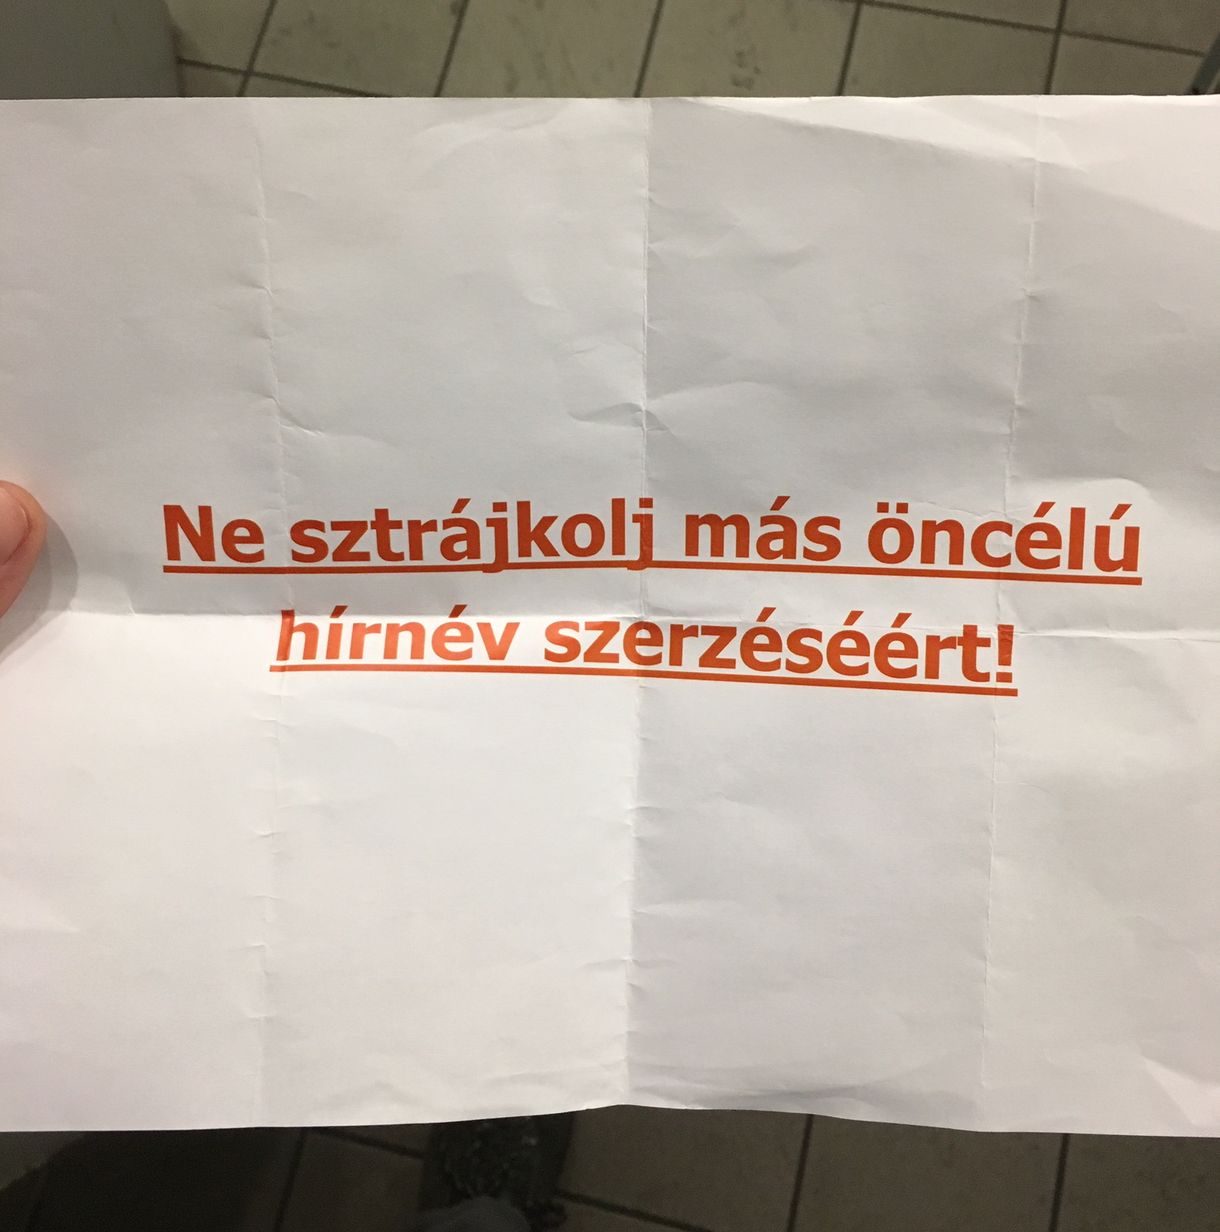 Ne sztrájkolj más öncélú
hírnév szerzéséért!